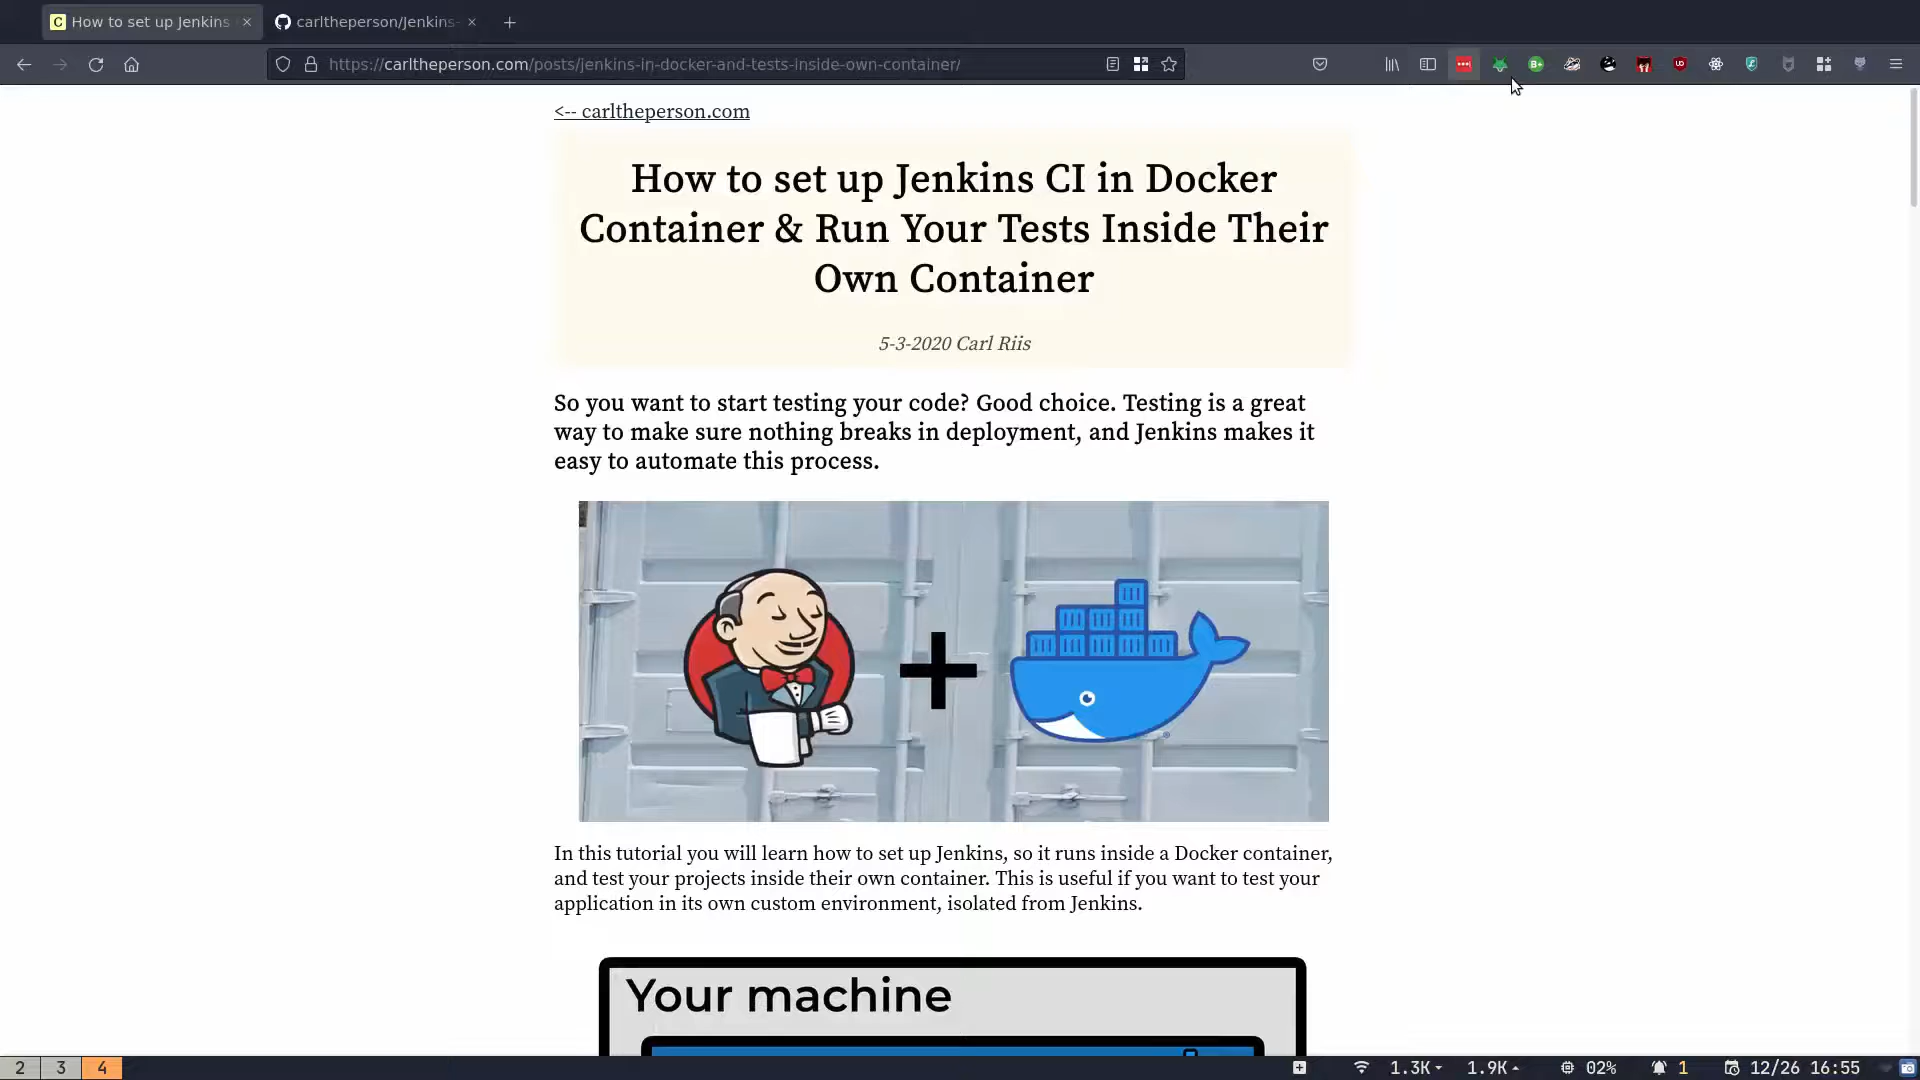 How to set up Jenkins
carltheperson/Jenkins-
https://carltheperson.com/posts/jenkins-in-docker-and-tests-inside-own-container/
<-- carltheperson.com
How to set up Jenkins CI in Docker
Container & Run Your Tests Inside Their
Own Container
5-3-2020 Carl Riis
So you want to start testing your code? Good choice. Testing is a great
way to make sure nothing breaks in deployment, and Jenkins makes it
easy to automate this process.
In this tutorial you will learn how to set up Jenkins, so it runs inside a Docker container,
and test your projects inside their own container. This is useful if you want to test your
application in its own custom environment, isolated from Jenkins.
Your machine
2 3 4 1.3K 1.9K 02% 1 12/26 16:55